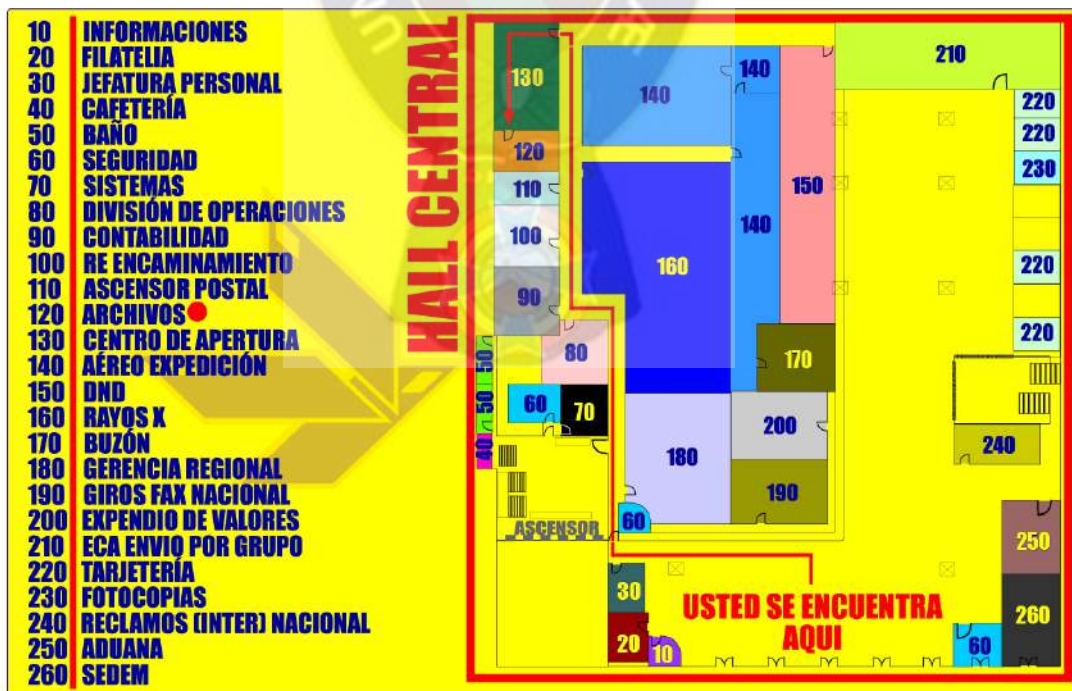 10 INFORMACIONES
20 FILATELIA
30 JEFATURA PERSONAL
40 CAFETERÍA
50 BAÑO
60 SEGURIDAD
70 SISTEMAS
80 DIVISIÓN DE OPERACIONES
90 CONTABILIDAD
100 RE ENCAMINAMIENTO
110 ASCENSOR POSTAL
120 ARCHIVOS
130 CENTRO DE APERTURA
140 AÉREO EXPEDICIÓN
150 DND
160 RAYOS X
170 BUZÓN
180 GERENCIA REGIONAL
190 GIROS FAX NACIONAL
200 EXPENDIO DE VALORES
210 ECA ENVIO POR GRUPO
220 TARJETERÍA
230 FOTOCOPIAS
240 RECLAMOS (INTER) NACIONAL
250 ADUANA
260 SEDEM
HALL CENTRAL
130
120
110
100
90
80
50
50
40
60
70
ASCENSOR
140
140
140
150
160
170
180
200
190
60
210
220
220
230
220
220
240
250
260
60
30
20
10
USTED SE ENCUENTRA
AQUI